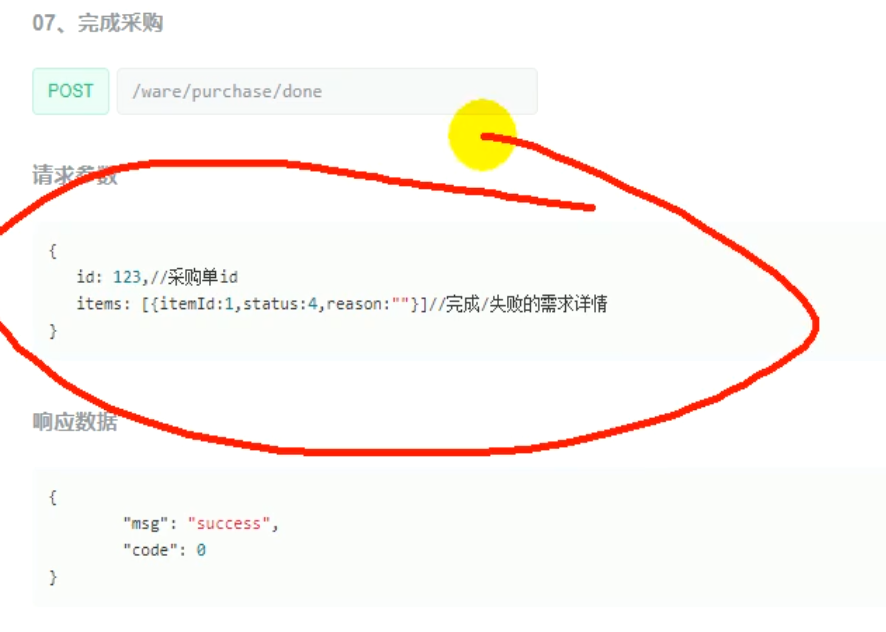 07、完成采购
POST /ware/purchase/done
请求参数
{
id: 123,//采购单id
items: [{itemId:1,status:4,reason:""}]//完成/失败的需求详情
}
响应数据
{
"msg": "success",
"code": 0
}